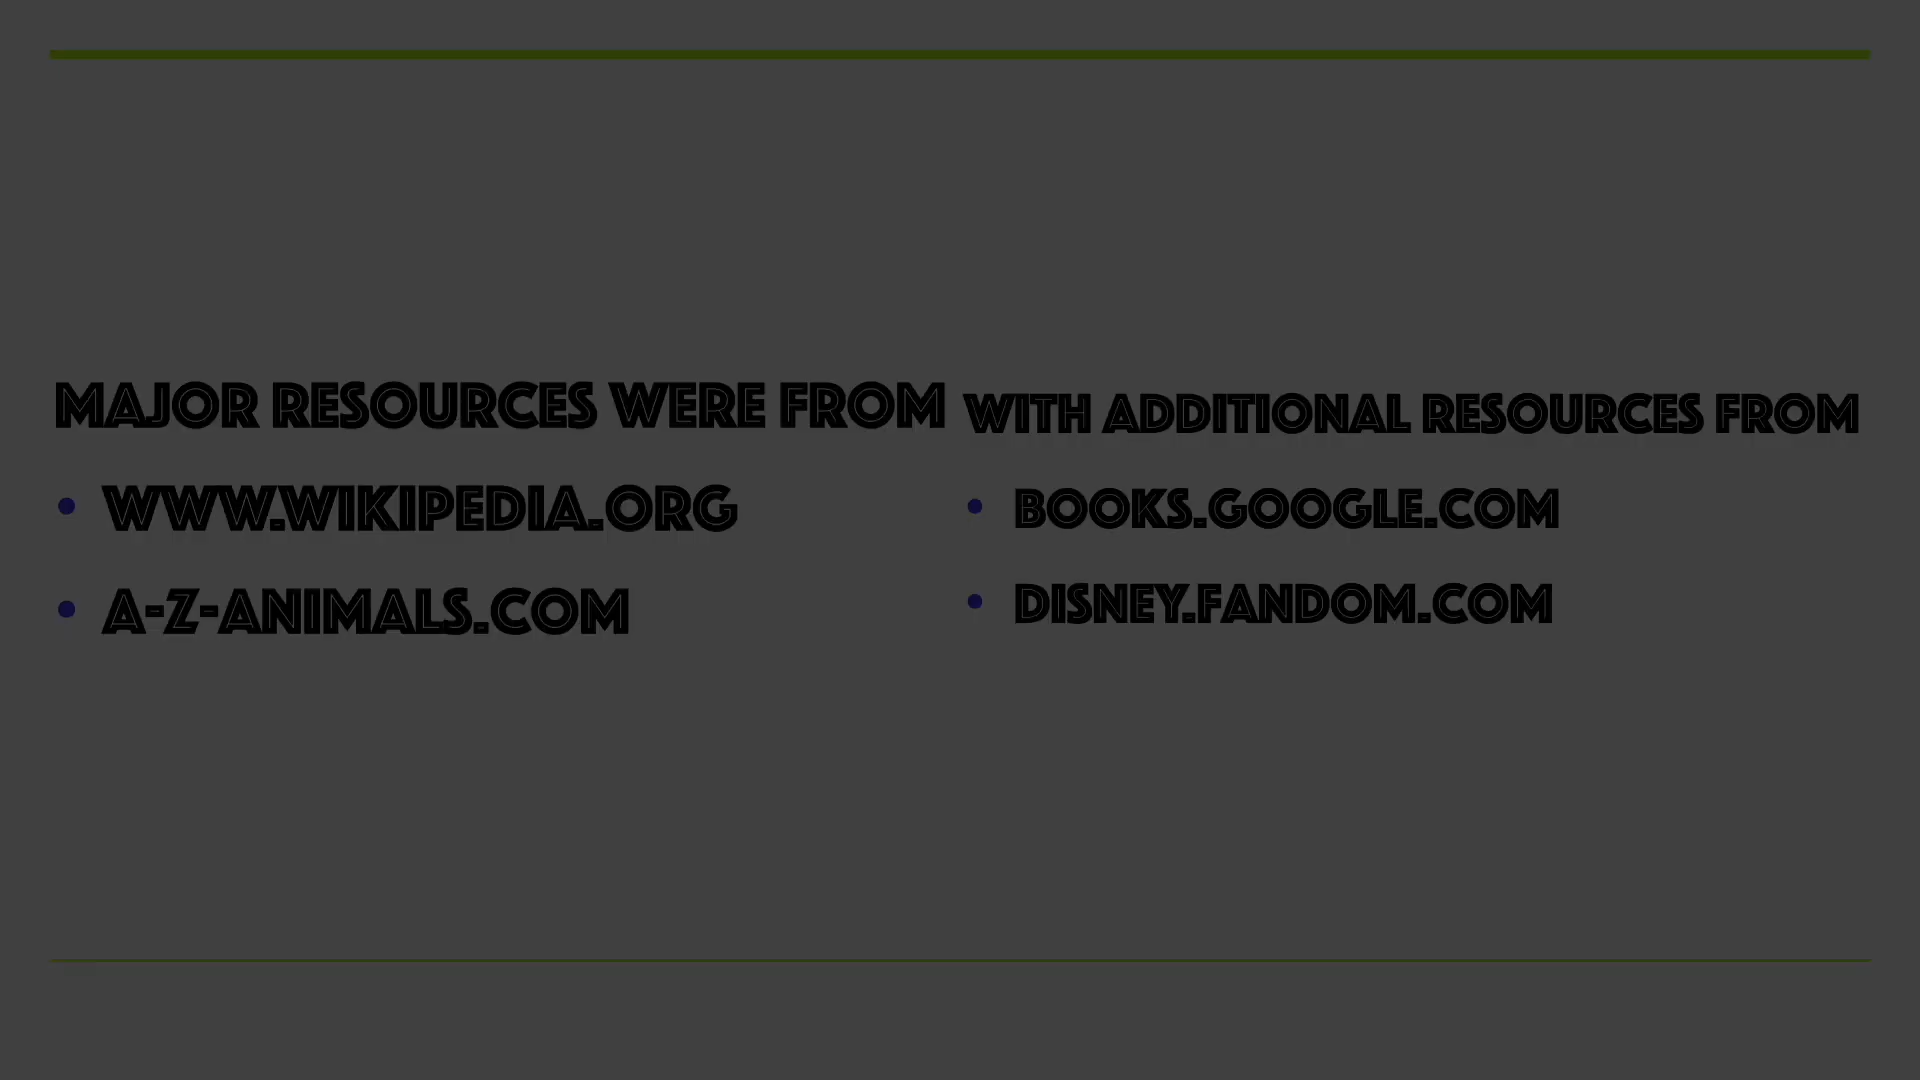 MAJOR RESOURCES WERE FROM
• WWW.WIKIPEDIA.ORG
• A-Z-ANIMALS.COM
WITH ADDITIONAL RESOURCES FROM
• BOOKS.GOOGLE.COM
• DISNEY.FANDOM.COM